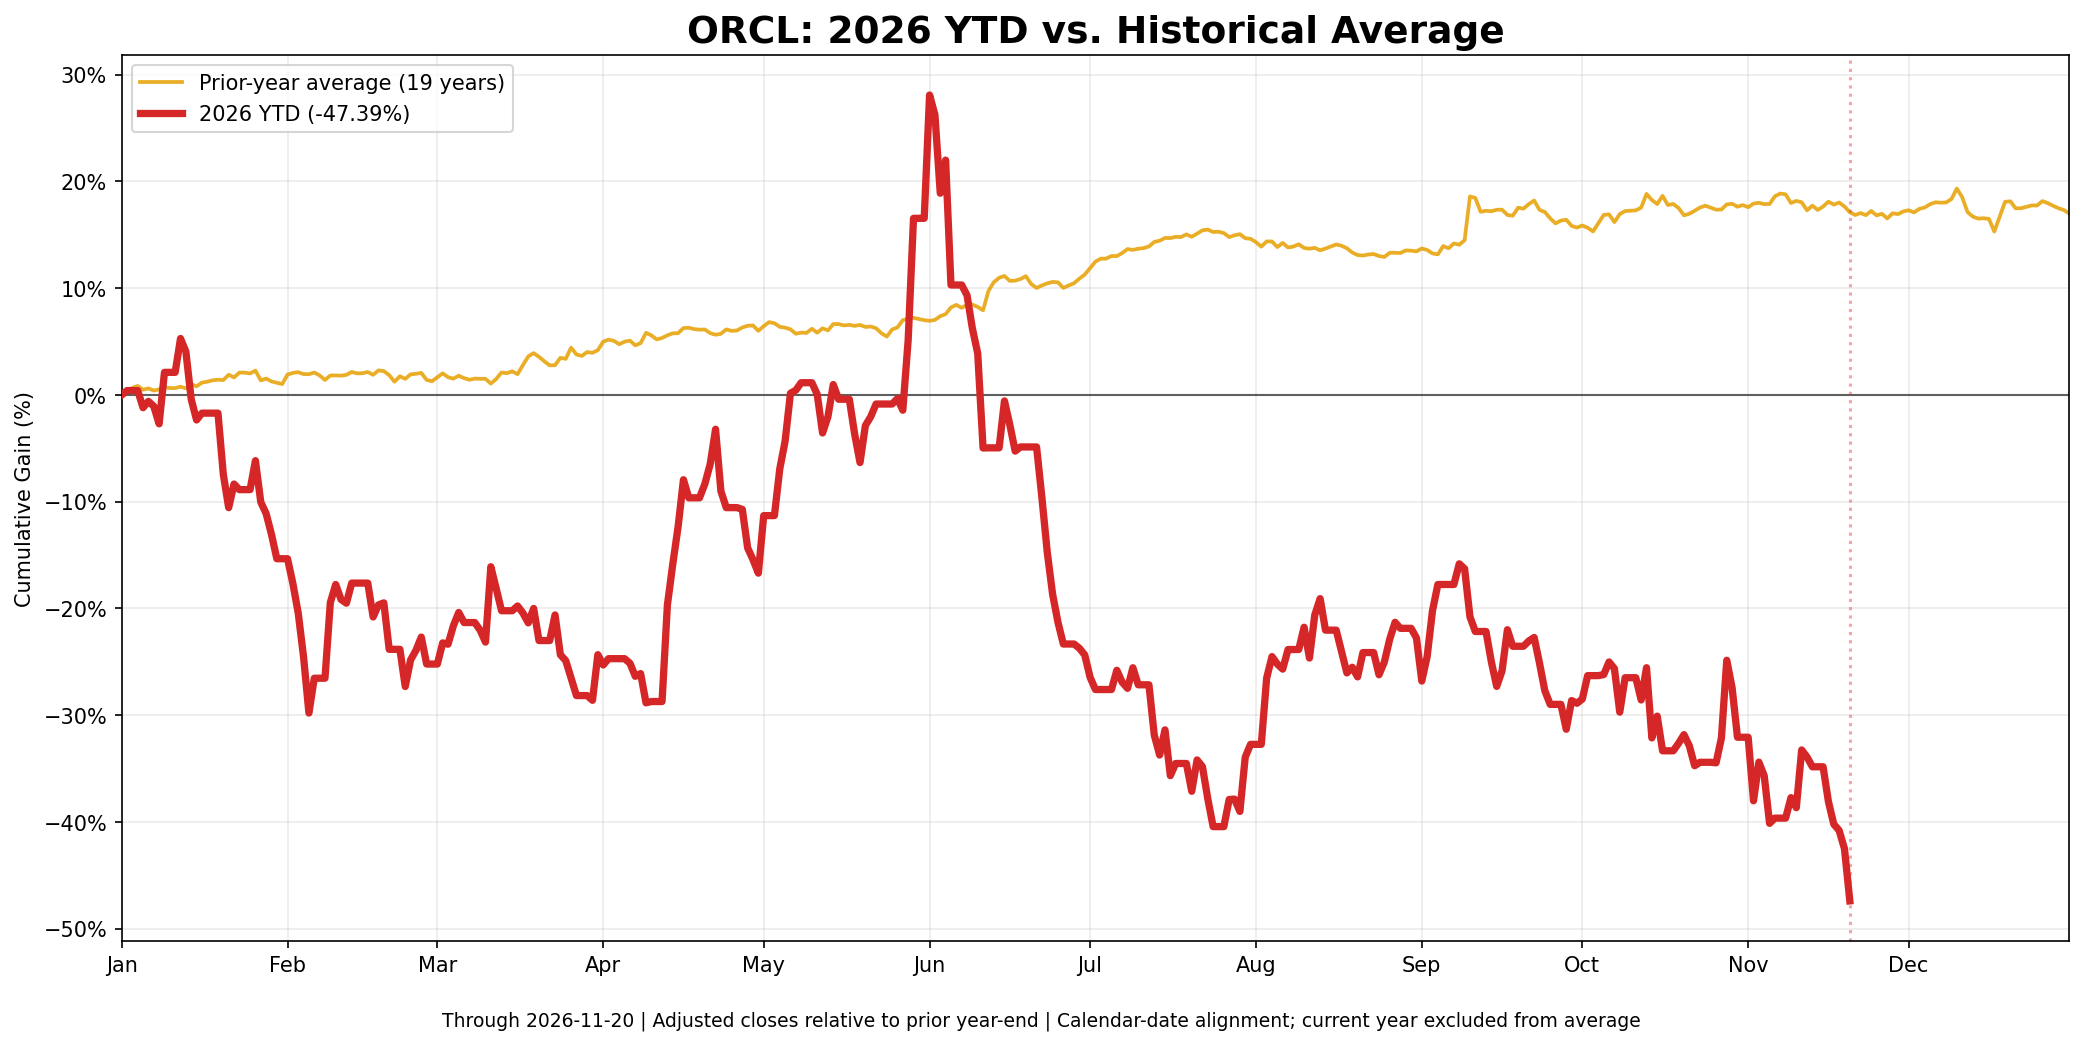 ORCL: 2026 YTD vs. Historical Average
Prior-year average (19 years)
2026 YTD (-47.39%)
Cumulative Gain (%)
30%
20%
10%
0%
−10%
−20%
−30%
−40%
−50%
Jan Feb Mar Apr May Jun Jul Aug Sep Oct Nov Dec
Through 2026-11-20 | Adjusted closes relative to prior year-end | Calendar-date alignment; current year excluded from average